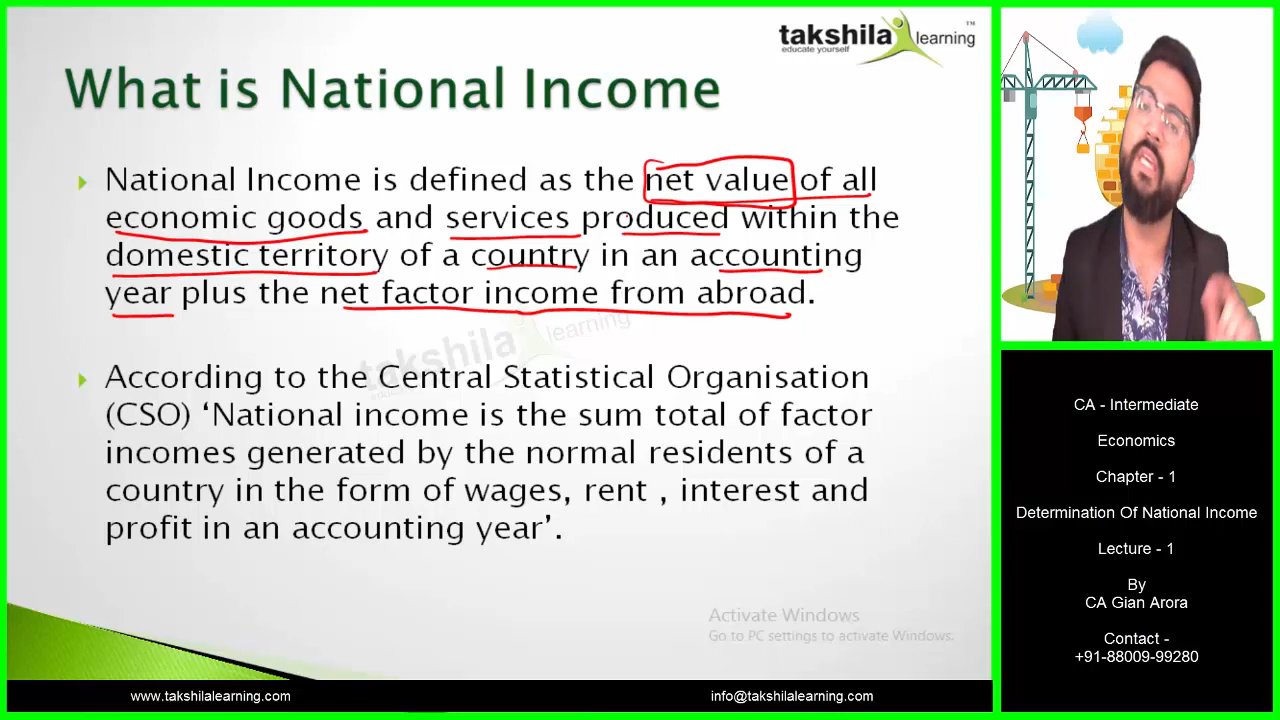 takshila learning
TM
educate yourself
What is National Income
National Income is defined as the net value of all
economic goods and services produced within the
domestic territory of a country in an accounting
year plus the net factor income from abroad.
takshila learning
According to the Central Statistical Organisation
(CSO) ‘National income is the sum total of factor
incomes generated by the normal residents of a
country in the form of wages, rent , interest and
profit in an accounting year’.
Activate Windows
Go to PC settings to activate Windows.
www.takshilalearning.com
info@takshilalearning.com
CA - Intermediate
Economics
Chapter - 1
Determination Of National Income
Lecture - 1
By
CA Gian Arora
Contact -
+91-88009-99280